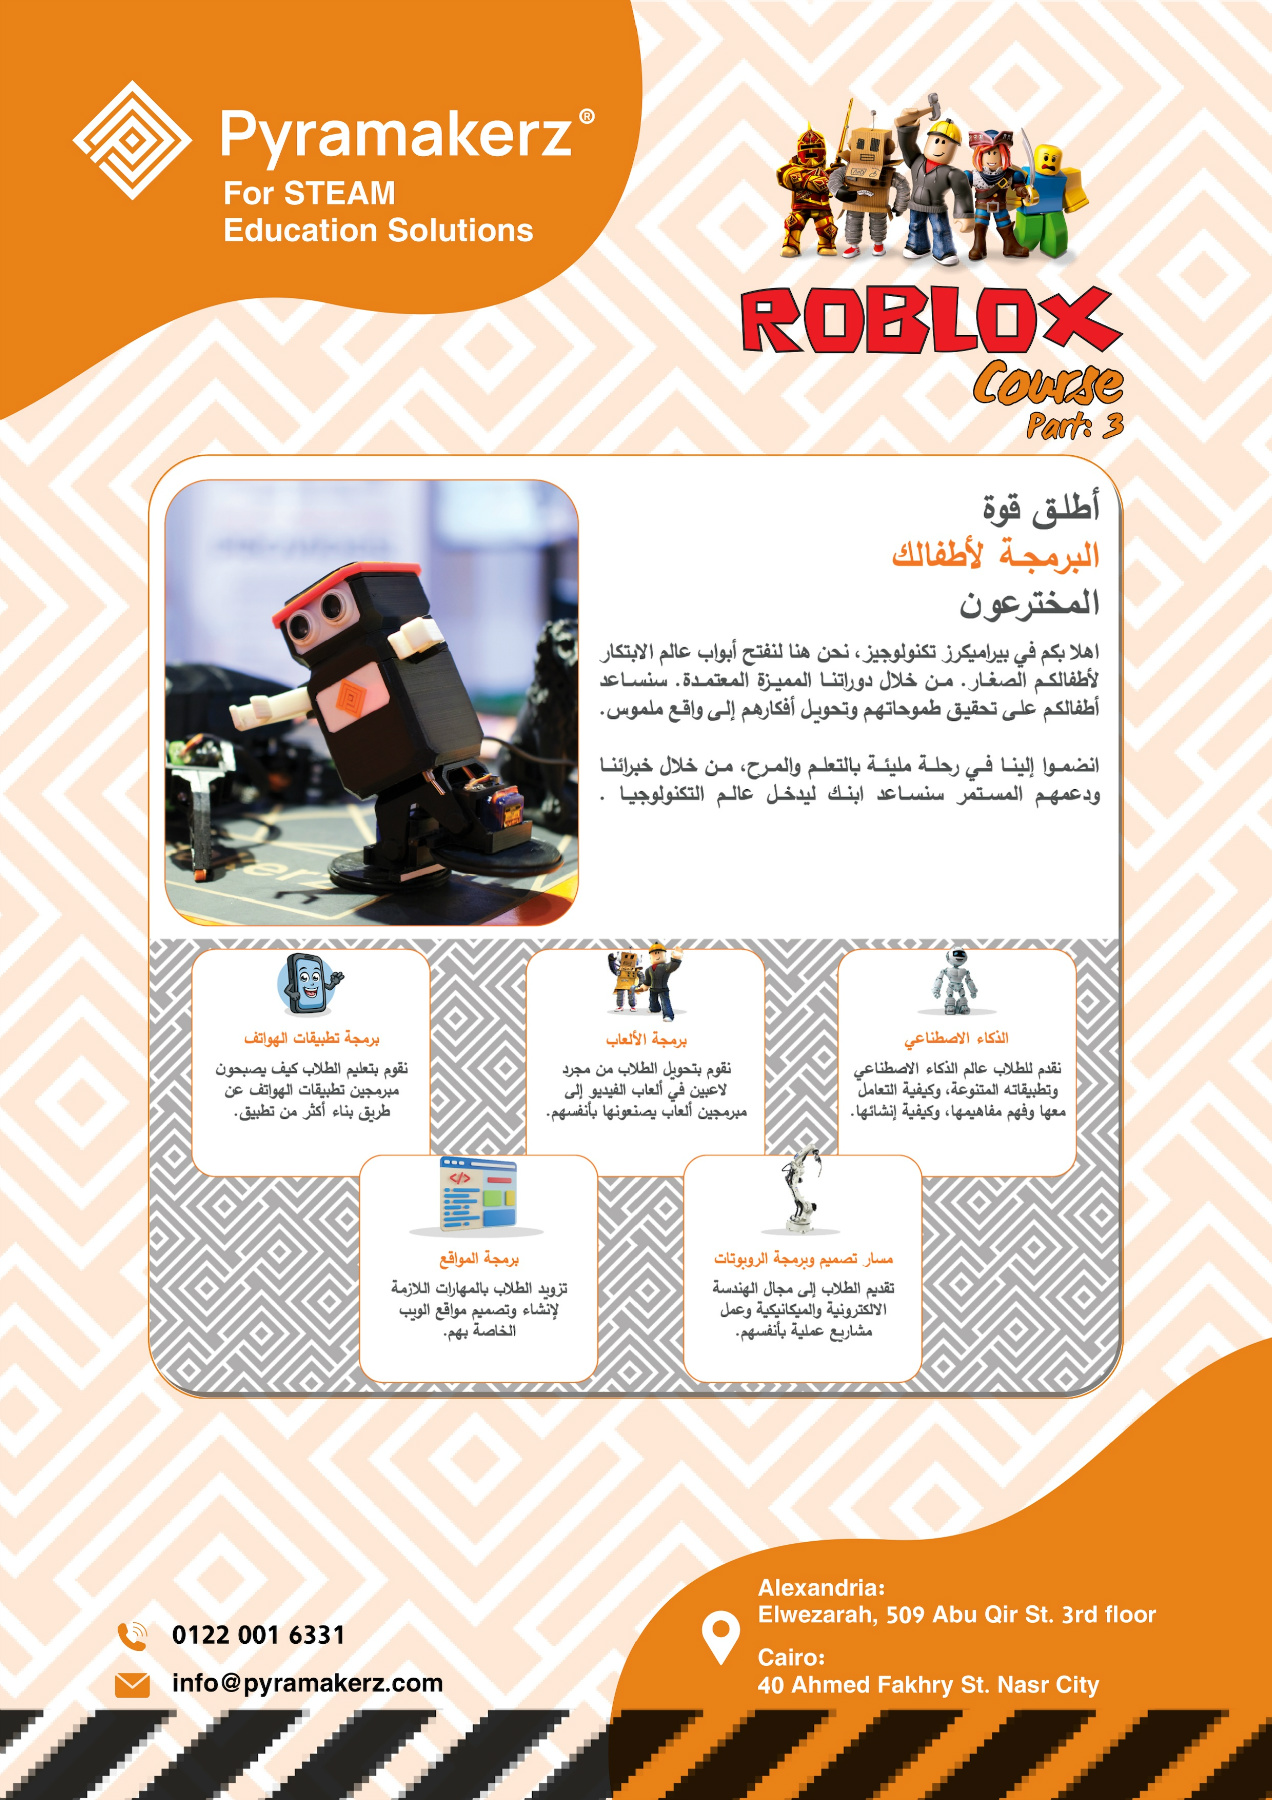 Pyramakerz®
For STEAM
Education Solutions
ROBLOX
Course
Part: 3
أطلق قوة
البرمجة لأطفالك
المخترعون
اهلا بكم في بيراميكرز تكنولوجيز، نحن هنا لنفتح أبواب عالم الابتكار
لأطفالكم الصغار. من خلال دوراتنا المميزة المعتمدة. سنساعد
أطفالكم على تحقيق طموحاتهم وتحويل أفكارهم إلى واقع ملموس.
انضموا إلينا في رحلة مليئة بالتعلم والمرح، من خلال خبرائنا
ودعمهم المستمر سنساعد ابنك ليدخل عالم التكنولوجيا .
الذكاء الاصطناعي
نقدم للطلاب عالم الذكاء الاصطناعي
وتطبيقاته المتنوعة، وكيفية التعامل
معها وفهم مفاهيمها، وكيفية إنشائها.
برمجة الألعاب
نقوم بتحويل الطلاب من مجرد
لاعبين في ألعاب الفيديو إلى
مبرمجين ألعاب يصنعونها بأنفسهم.
برمجة تطبيقات الهواتف
نقوم بتعليم الطلاب كيف يصبحون
مبرمجين تطبيقات الهواتف عن
طريق بناء أكثر من تطبيق.
مسار تصميم وبرمجة الروبوتات
تقديم الطلاب إلى مجال الهندسة
الالكترونية والميكانيكية وعمل
مشاريع عملية بأنفسهم.
برمجة المواقع
تزويد الطلاب بالمهارات اللازمة
لإنشاء وتصميم مواقع الويب
الخاصة بهم.
0122 001 6331
info@pyramakerz.com
Alexandria:
Elwezarah, 509 Abu Qir St. 3rd floor
Cairo:
40 Ahmed Fakhry St. Nasr City